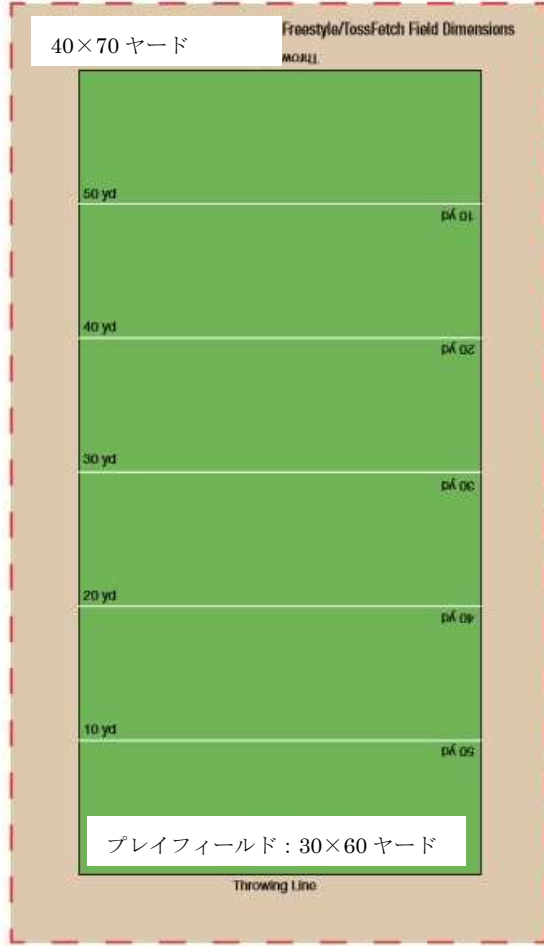 40×70 ヤード
Freestyle/TossFetch Field Dimensions
Throw
50 yd
10 yd
40 yd
20 yd
30 yd
30 yd
20 yd
40 yd
10 yd
50 yd
プレイフィールド：30×60 ヤード
Throwing Line